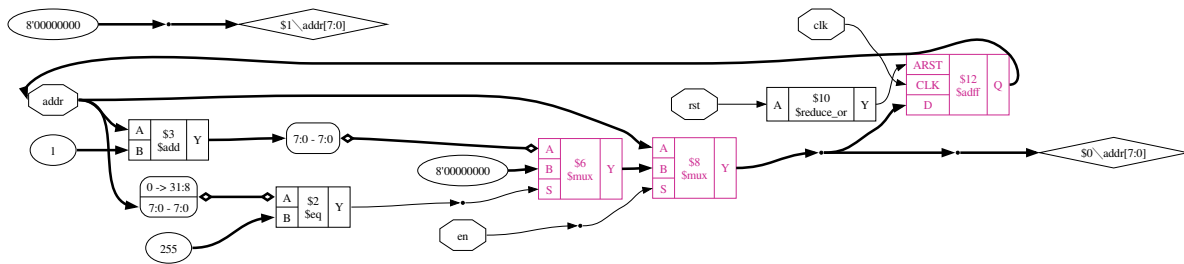 8'00000000
$1\addr[7:0]
clk
addr
ARST
CLK
D
$12
$adff
Q
rst
A
$10
$reduce_or
Y
A
B
$3
$add
Y
1
7:0 - 7:0
A
B
S
$6
$mux
Y
8'00000000
A
B
S
$8
$mux
Y
$0\addr[7:0]
0 -> 31:8
7:0 - 7:0
A
B
$2
$eq
Y
255
en